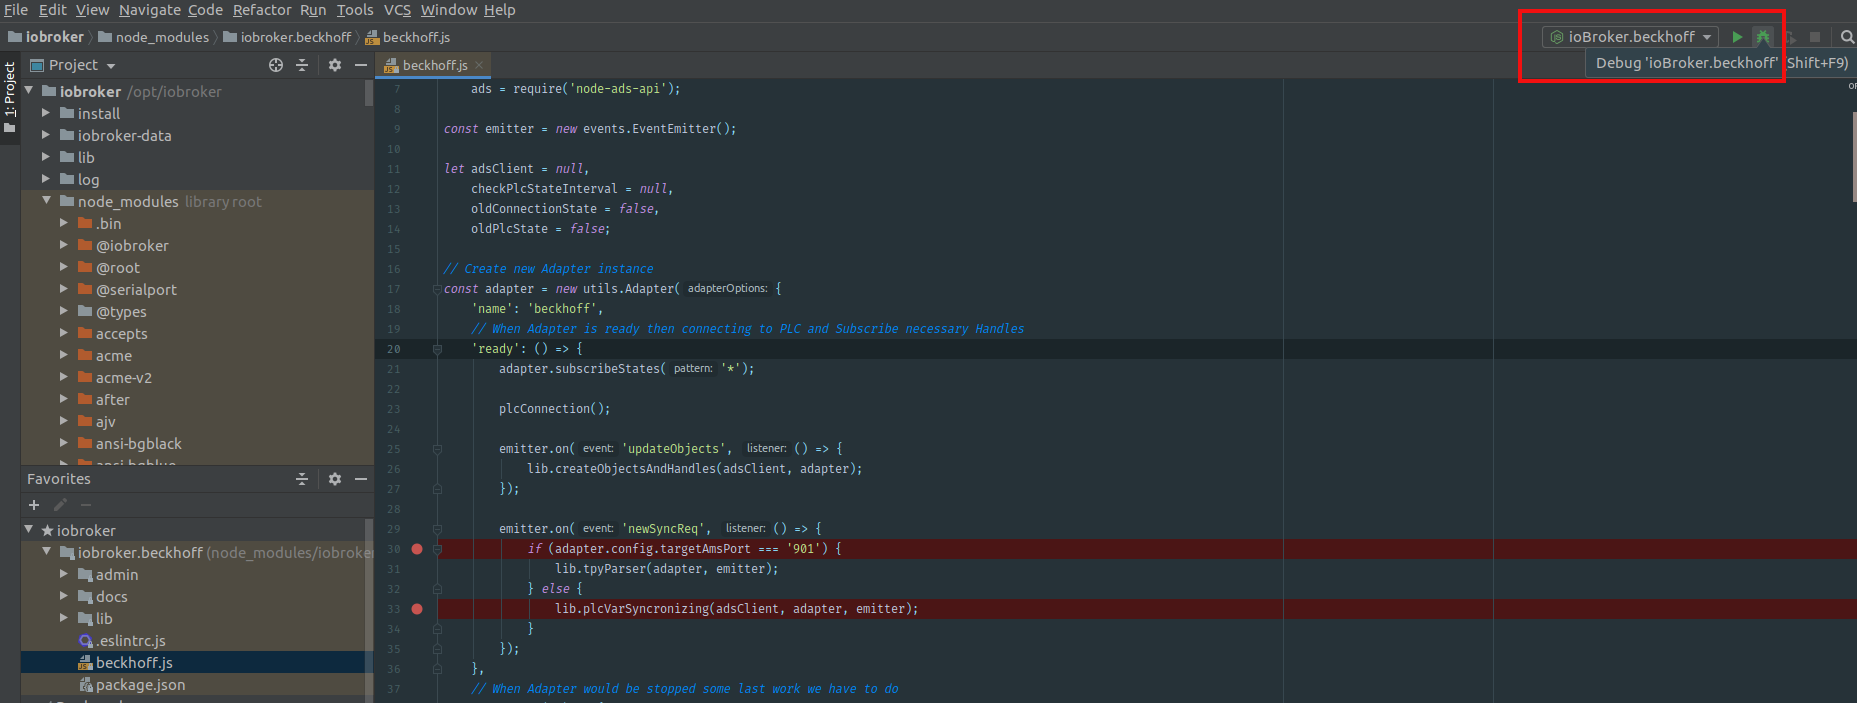 File Edit View Navigate Code Refactor Run Tools VCS Window Help
iobroker node_modules iobroker.beckhoff beckhoff.js
ioBroker.beckhoff
Debug 'ioBroker.beckhoff' (Shift+F9)
1: Project
Project
iobroker /opt/iobroker
install
iobroker-data
lib
log
node_modules library root
.bin
@iobroker
@root
@serialport
@types
accepts
acme
acme-v2
after
ajv
ansi-bgblack
ansi-bgblue
Favorites
iobroker
iobroker.beckhoff (node_modules/iobroker
admin
docs
lib
.eslintrc.js
beckhoff.js
package.json
beckhoff.js
7 ads = require('node-ads-api');
8
9 const emitter = new events.EventEmitter();
10
11 let adsClient = null,
12 checkPlcStateInterval = null,
13 oldConnectionState = false,
14 oldPlcState = false;
15
16 // Create new Adapter instance
17 const adapter = new utils.Adapter( adapterOptions: {
18 'name': 'beckhoff',
19 // When Adapter is ready then connecting to PLC and Subscribe necessary Handles
20 'ready': () => {
21 adapter.subscribeStates( pattern: '*');
22
23 plcConnection();
24
25 emitter.on( event: 'updateObjects', listener: () => {
26 lib.createObjectsAndHandles(adsClient, adapter);
27 });
28
29 emitter.on( event: 'newSyncReq', listener: () => {
30 if (adapter.config.targetAmsPort === '901') {
31 lib.tpyParser(adapter, emitter);
32 } else {
33 lib.plcVarSyncronizing(adsClient, adapter, emitter);
34 }
35 });
36 },
37 // When Adapter would be stopped some last work we have to do